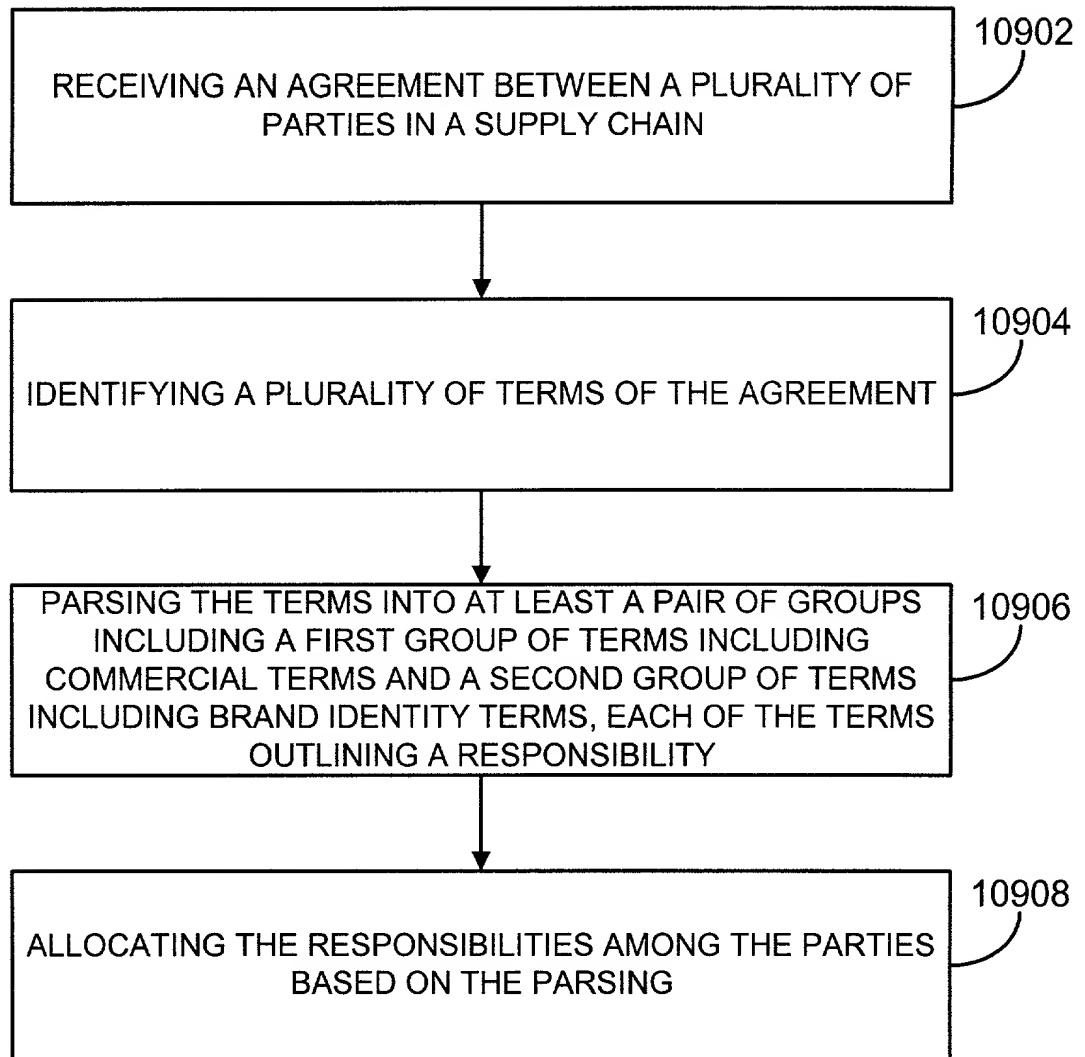 10902
RECEIVING AN AGREEMENT BETWEEN A PLURALITY OF
PARTIES IN A SUPPLY CHAIN
10904
IDENTIFYING A PLURALITY OF TERMS OF THE AGREEMENT
10906
PARSING THE TERMS INTO AT LEAST A PAIR OF GROUPS
INCLUDING A FIRST GROUP OF TERMS INCLUDING
COMMERCIAL TERMS AND A SECOND GROUP OF TERMS
INCLUDING BRAND IDENTITY TERMS, EACH OF THE TERMS
OUTLINING A RESPONSIBILITY
10908
ALLOCATING THE RESPONSIBILITIES AMONG THE PARTIES
BASED ON THE PARSING